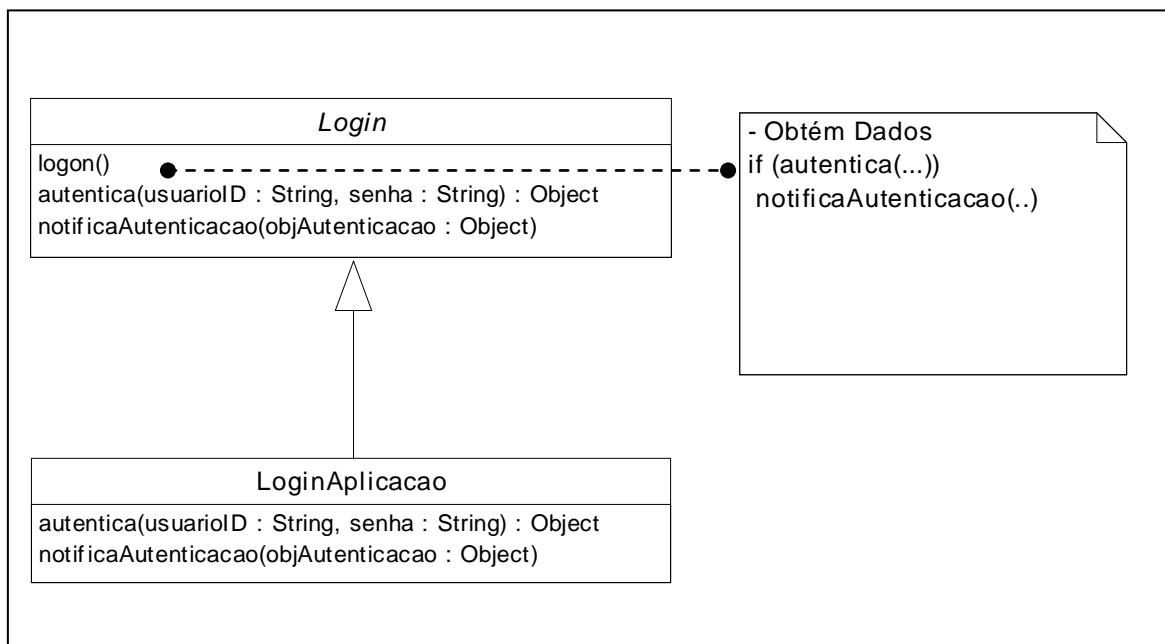 Login
logon()
autentica(usuarioID : String, senha : String) : Object
notificaAutenticacao(objAutenticacao : Object)
- Obtém Dados
if (autentica(...))
notificaAutenticacao(..)
LoginAplicacao
autentica(usuarioID : String, senha : String) : Object
notificaAutenticacao(objAutenticacao : Object)